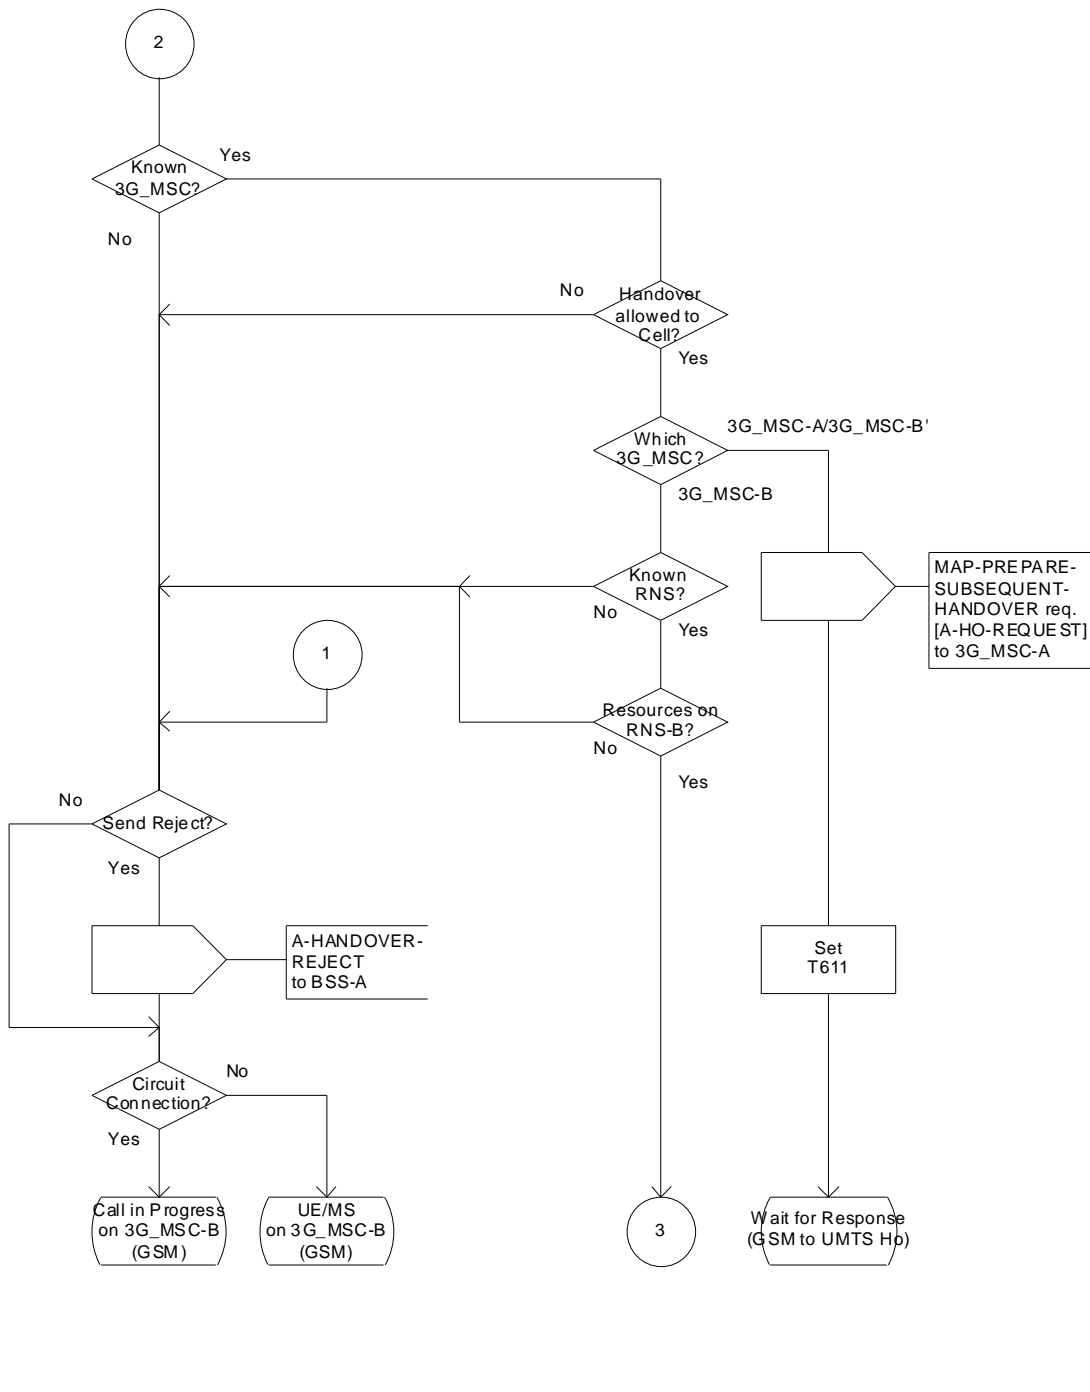 2
Known
3G_MSC?
Yes
No
Handover
allowed to
Cell?
No
Yes
Which
3G_MSC?
3G_MSC-A/3G_MSC-B'
3G_MSC-B
Known
RNS?
No
Yes
MAP-PREPARE-
SUBSEQUENT-
HANDOVER req.
[A-HO-REQUEST]
to 3G_MSC-A
1
Resources on
RNS-B?
No
Yes
No
Send Reject?
Yes
A-HANDOVER-
REJECT
to BSS-A
Set
T611
Circuit
Connection?
No
Yes
Call in Progress
on 3G_MSC-B
(GSM)
UE/MS
on 3G_MSC-B
(GSM)
3
Wait for Response
(GSM to UMTS Ho)